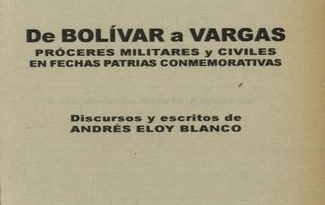 De BOLÍVAR a VARGAS
PRÓCERES MILITARES y CIVILES
EN FECHAS PATRIAS CONMEMORATIVAS
Discursos y escritos de
ANDRÉS ELOY BLANCO